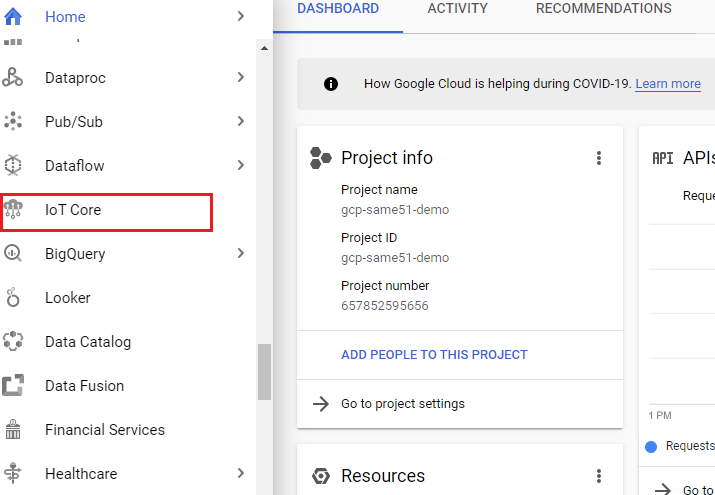 Home
Dataproc
Pub/Sub
Dataflow
IoT Core
BigQuery
Looker
Data Catalog
Data Fusion
Financial Services
Healthcare
DASHBOARD
ACTIVITY
RECOMMENDATIONS
How Google Cloud is helping during COVID-19. Learn more
Project info
Project name
gcp-same51-demo
Project ID
gcp-same51-demo
Project number
657852595656
ADD PEOPLE TO THIS PROJECT
Go to project settings
Resources
API APIs
Reque
1 PM
Requests
Go to